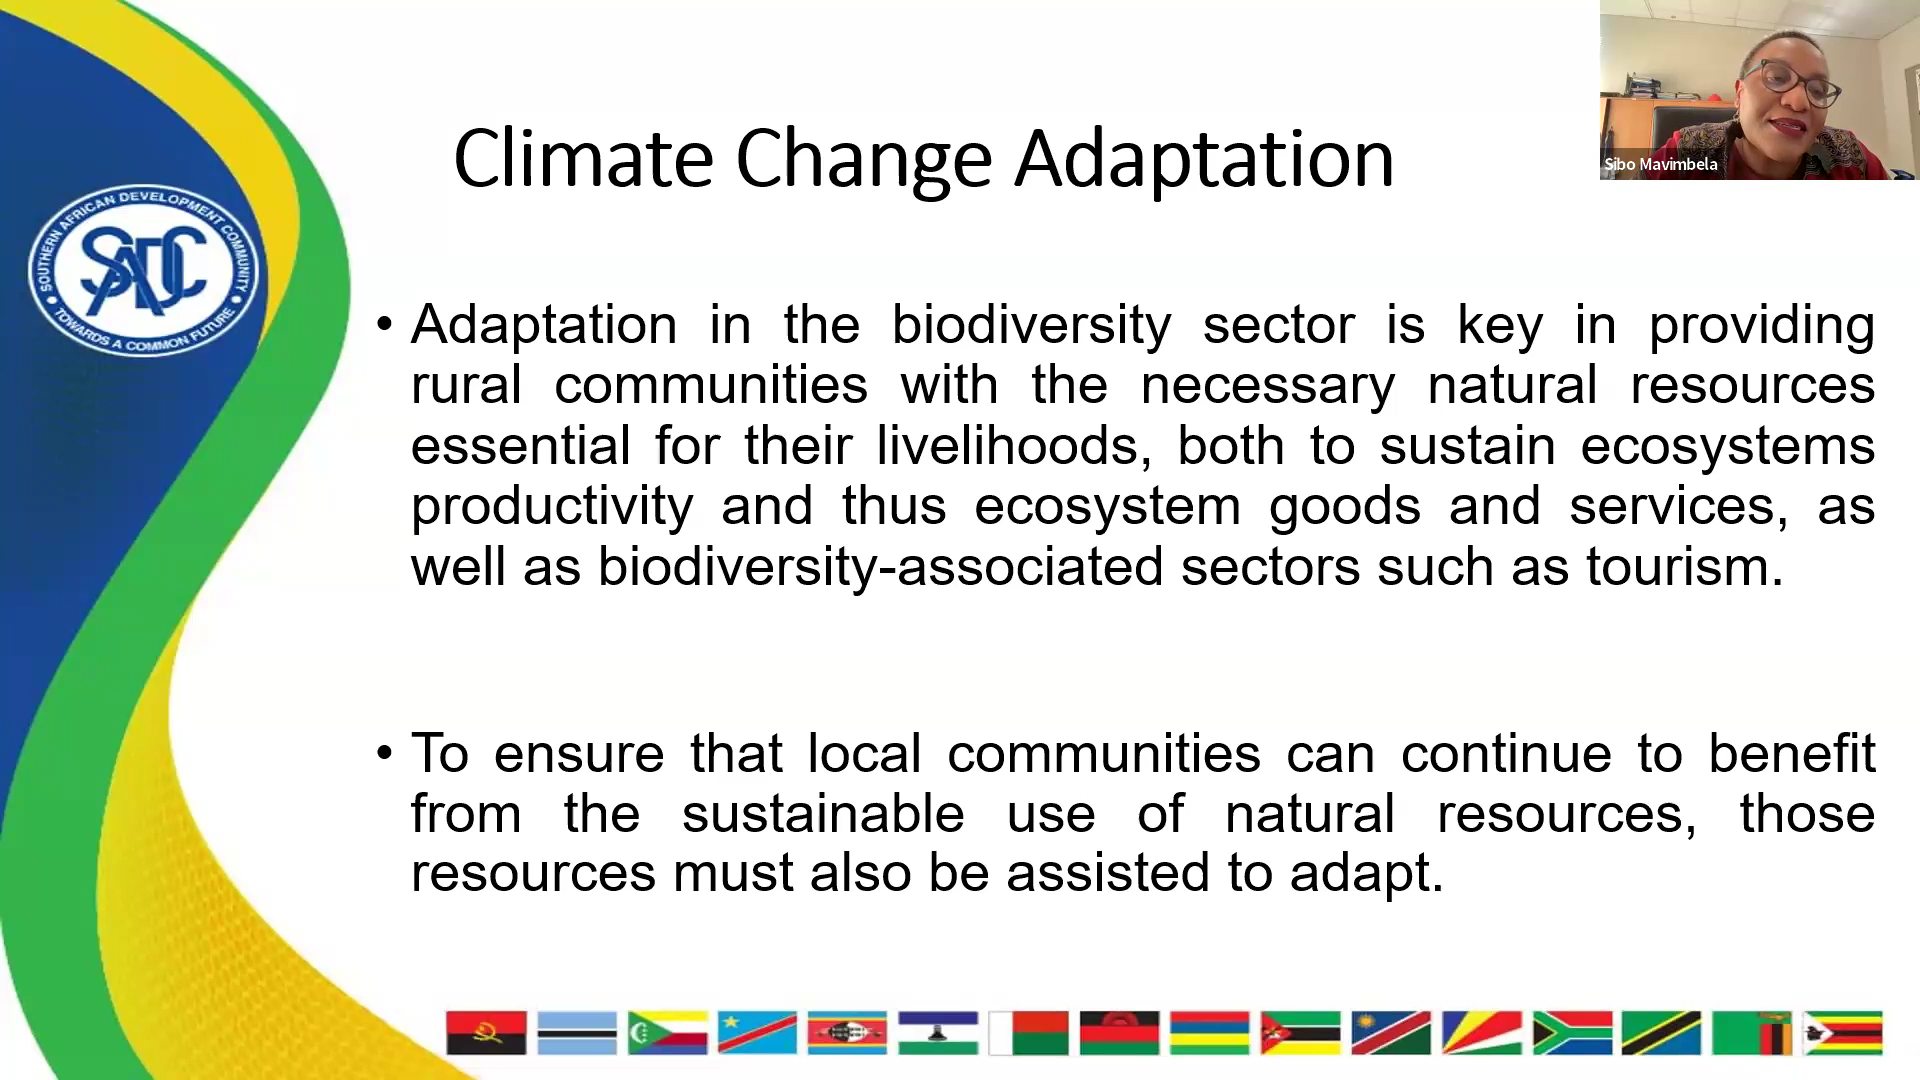 Climate Change Adaptation
Sibo Mavimbela
SOUTHERN AFRICAN DEVELOPMENT COMMUNITY
SADC
TOWARDS A COMMON FUTURE
• Adaptation in the biodiversity sector is key in providing
rural communities with the necessary natural resources
essential for their livelihoods, both to sustain ecosystems
productivity and thus ecosystem goods and services, as
well as biodiversity-associated sectors such as tourism.
• To ensure that local communities can continue to benefit
from the sustainable use of natural resources, those
resources must also be assisted to adapt.